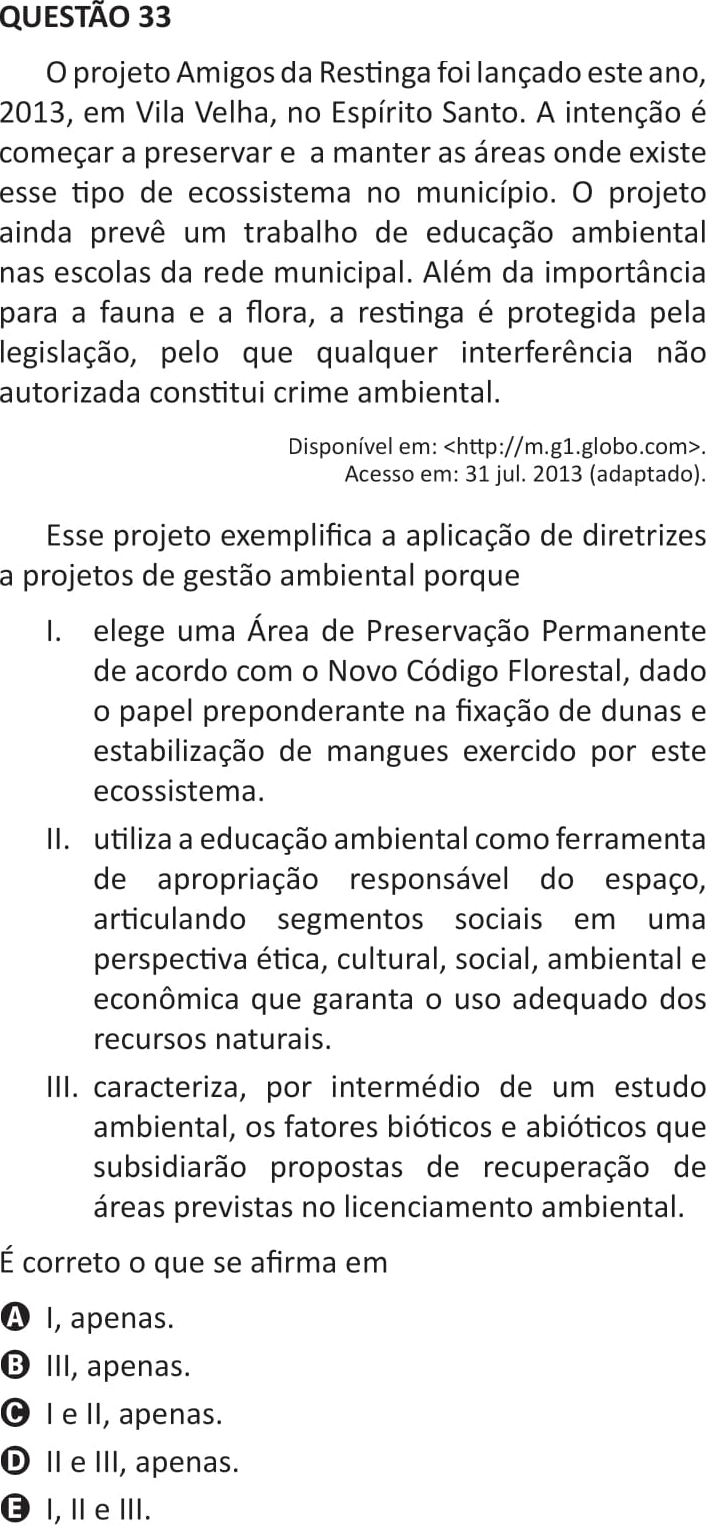 QUESTÃO 33
O projeto Amigos da Restinga foi lançado este ano,
2013, em Vila Velha, no Espírito Santo. A intenção é
começar a preservar e a manter as áreas onde existe
esse tipo de ecossistema no município. O projeto
ainda prevê um trabalho de educação ambiental
nas escolas da rede municipal. Além da importância
para a fauna e a flora, a restinga é protegida pela
legislação, pelo que qualquer interferência não
autorizada constitui crime ambiental.
Disponível em: <http://m.g1.globo.com>.
Acesso em: 31 jul. 2013 (adaptado).
Esse projeto exemplifica a aplicação de diretrizes
a projetos de gestão ambiental porque
I. elege uma Área de Preservação Permanente
de acordo com o Novo Código Florestal, dado
o papel preponderante na fixação de dunas e
estabilização de mangues exercido por este
ecossistema.
II. utiliza a educação ambiental como ferramenta
de apropriação responsável do espaço,
articulando segmentos sociais em uma
perspectiva ética, cultural, social, ambiental e
econômica que garanta o uso adequado dos
recursos naturais.
III. caracteriza, por intermédio de um estudo
ambiental, os fatores bióticos e abióticos que
subsidiarão propostas de recuperação de
áreas previstas no licenciamento ambiental.
É correto o que se afirma em
A I, apenas.
B III, apenas.
C I e II, apenas.
D II e III, apenas.
E I, II e III.